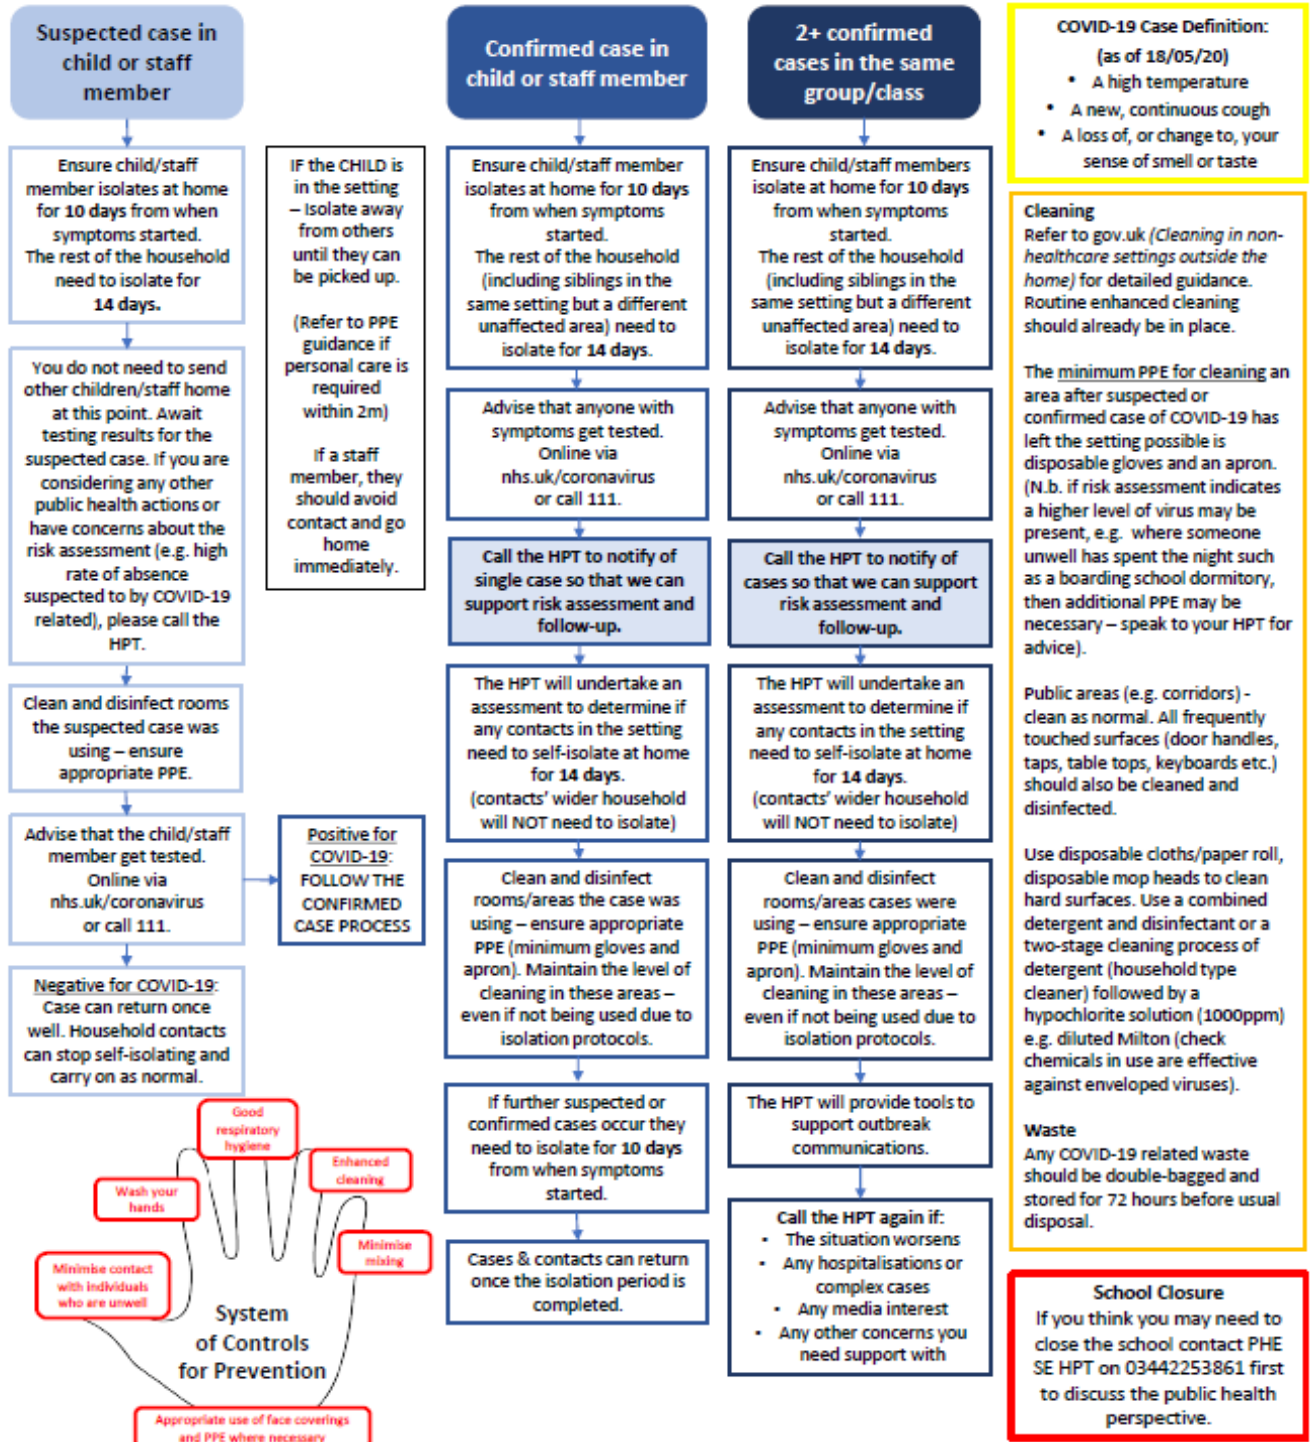 Suspected case in
child or staff
member
Ensure child/staff
member isolates at home
for 10 days from when
symptoms started.
The rest of the household
need to isolate for
14 days.
You do not need to send
other children/staff home
at this point. Await
testing results for the
suspected case. If you are
considering any other
public health actions or
have concerns about the
risk assessment (e.g. high
rate of absence
suspected to by COVID-19
related), please call the
HPT.
Clean and disinfect rooms
the suspected case was
using – ensure
appropriate PPE.
Advise that the child/staff
member get tested.
Online via
nhs.uk/coronavirus
or call 111.
Negative for COVID-19:
Case can return once
well. Household contacts
can stop self-isolating and
carry on as normal.
IF the CHILD is
in the setting
– Isolate away
from others
until they can
be picked up.
(Refer to PPE
guidance if
personal care is
required
within 2m)
If a staff
member, they
should avoid
contact and go
home
immediately.
Positive for
COVID-19:
FOLLOW THE
CONFIRMED
CASE PROCESS
Good
respiratory
hygiene
Enhanced
cleaning
Wash your
hands
Minimise
mixing
Minimise contact
with individuals
who are unwell
System
of Controls
for Prevention
Appropriate use of face coverings
and PPE where necessary
Confirmed case in
child or staff member
Ensure child/staff member
isolates at home for 10 days
from when symptoms
started.
The rest of the household
(including siblings in the
same setting but a different
unaffected area) need to
isolate for 14 days.
Advise that anyone with
symptoms get tested.
Online via
nhs.uk/coronavirus
or call 111.
Call the HPT to notify of
single case so that we can
support risk assessment and
follow-up.
The HPT will undertake an
assessment to determine if
any contacts in the setting
need to self-isolate at home
for 14 days.
(contacts' wider household
will NOT need to isolate)
Clean and disinfect
rooms/areas the case was
using – ensure appropriate
PPE (minimum gloves and
apron). Maintain the level of
cleaning in these areas –
even if not being used due to
isolation protocols.
If further suspected or
confirmed cases occur they
need to isolate for 10 days
from when symptoms
started.
Cases & contacts can return
once the isolation period is
completed.
2+ confirmed
cases in the same
group/class
Ensure child/staff members
isolate at home for 10 days
from when symptoms
started.
The rest of the household
(including siblings in the
same setting but a different
unaffected area) need to
isolate for 14 days.
Advise that anyone with
symptoms get tested.
Online via
nhs.uk/coronavirus
or call 111.
Call the HPT to notify of
cases so that we can support
risk assessment and
follow-up.
The HPT will undertake an
assessment to determine if
any contacts in the setting
need to self-isolate at home
for 14 days.
(contacts' wider household
will NOT need to isolate)
Clean and disinfect
rooms/areas cases were
using – ensure appropriate
PPE (minimum gloves and
apron). Maintain the level of
cleaning in these areas –
even if not being used due to
isolation protocols.
The HPT will provide tools to
support outbreak
communications.
Call the HPT again if:
• The situation worsens
• Any hospitalisations or
complex cases
• Any media interest
• Any other concerns you
need support with
COVID-19 Case Definition:
(as of 18/05/20)
• A high temperature
• A new, continuous cough
• A loss of, or change to, your
sense of smell or taste
Cleaning
Refer to gov.uk (Cleaning in non-
healthcare settings outside the
home) for detailed guidance.
Routine enhanced cleaning
should already be in place.
The minimum PPE for cleaning an
area after suspected or
confirmed case of COVID-19 has
left the setting possible is
disposable gloves and an apron.
(N.b. if risk assessment indicates
a higher level of virus may be
present, e.g. where someone
unwell has spent the night such
as a boarding school dormitory,
then additional PPE may be
necessary – speak to your HPT for
advice).
Public areas (e.g. corridors) -
clean as normal. All frequently
touched surfaces (door handles,
taps, table tops, keyboards etc.)
should also be cleaned and
disinfected.
Use disposable cloths/paper roll,
disposable mop heads to clean
hard surfaces. Use a combined
detergent and disinfectant or a
two-stage cleaning process of
detergent (household type
cleaner) followed by a
hypochlorite solution (1000ppm)
e.g. diluted Milton (check
chemicals in use are effective
against enveloped viruses).
Waste
Any COVID-19 related waste
should be double-bagged and
stored for 72 hours before usual
disposal.
School Closure
If you think you may need to
close the school contact PHE
SE HPT on 03442253861 first
to discuss the public health
perspective.